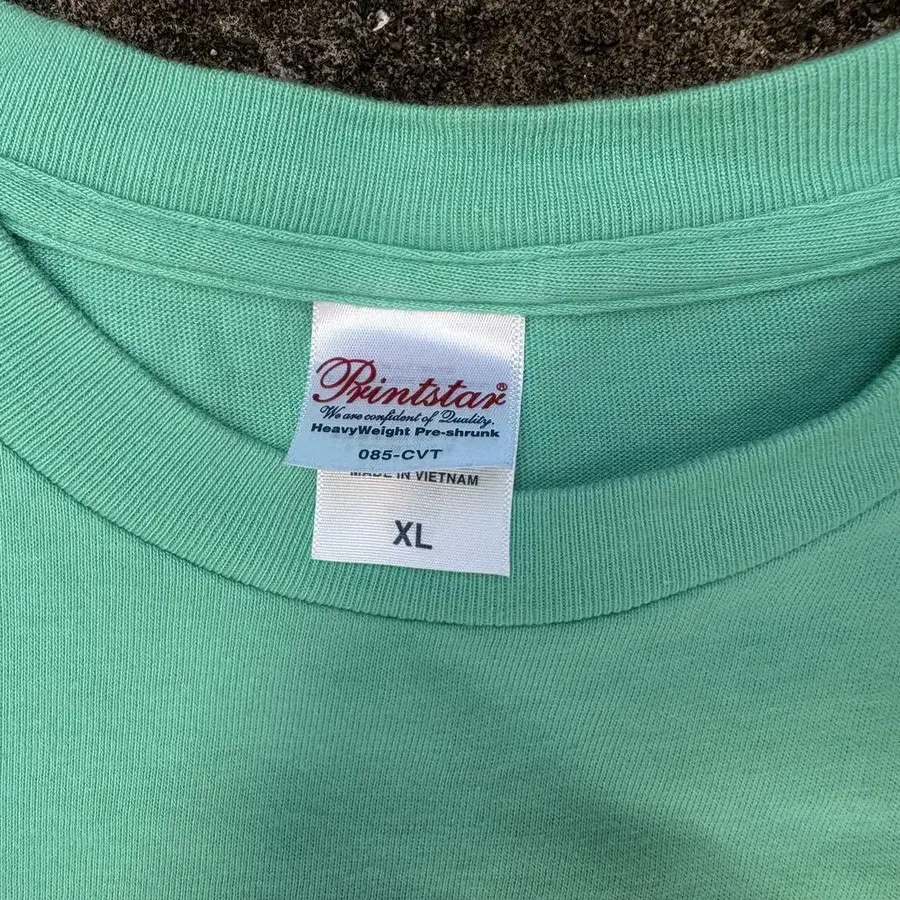 Printstar®
We are confident of Quality.
HeavyWeight Pre-shrunk
085-CVT
MADE IN VIETNAM
XL